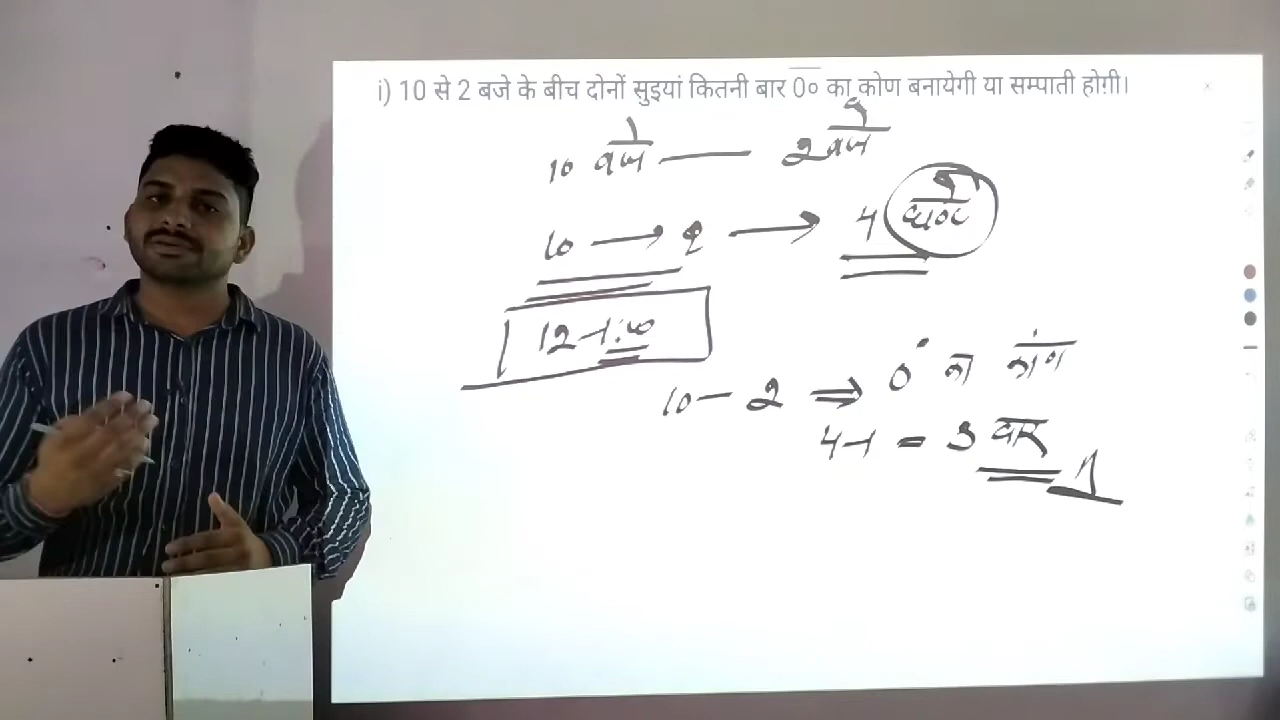 i) 10 से 2 बजे के बीच दोनों सुइयां कितनी बार 0० का कोण बनायेगी या सम्पाती होगी।
10 बजे — 2 बजे
10 → 2 → 4 घण्टे
12-1:00
10 - 2 ⇒ 0° का कोण
4-1 = 3 बार